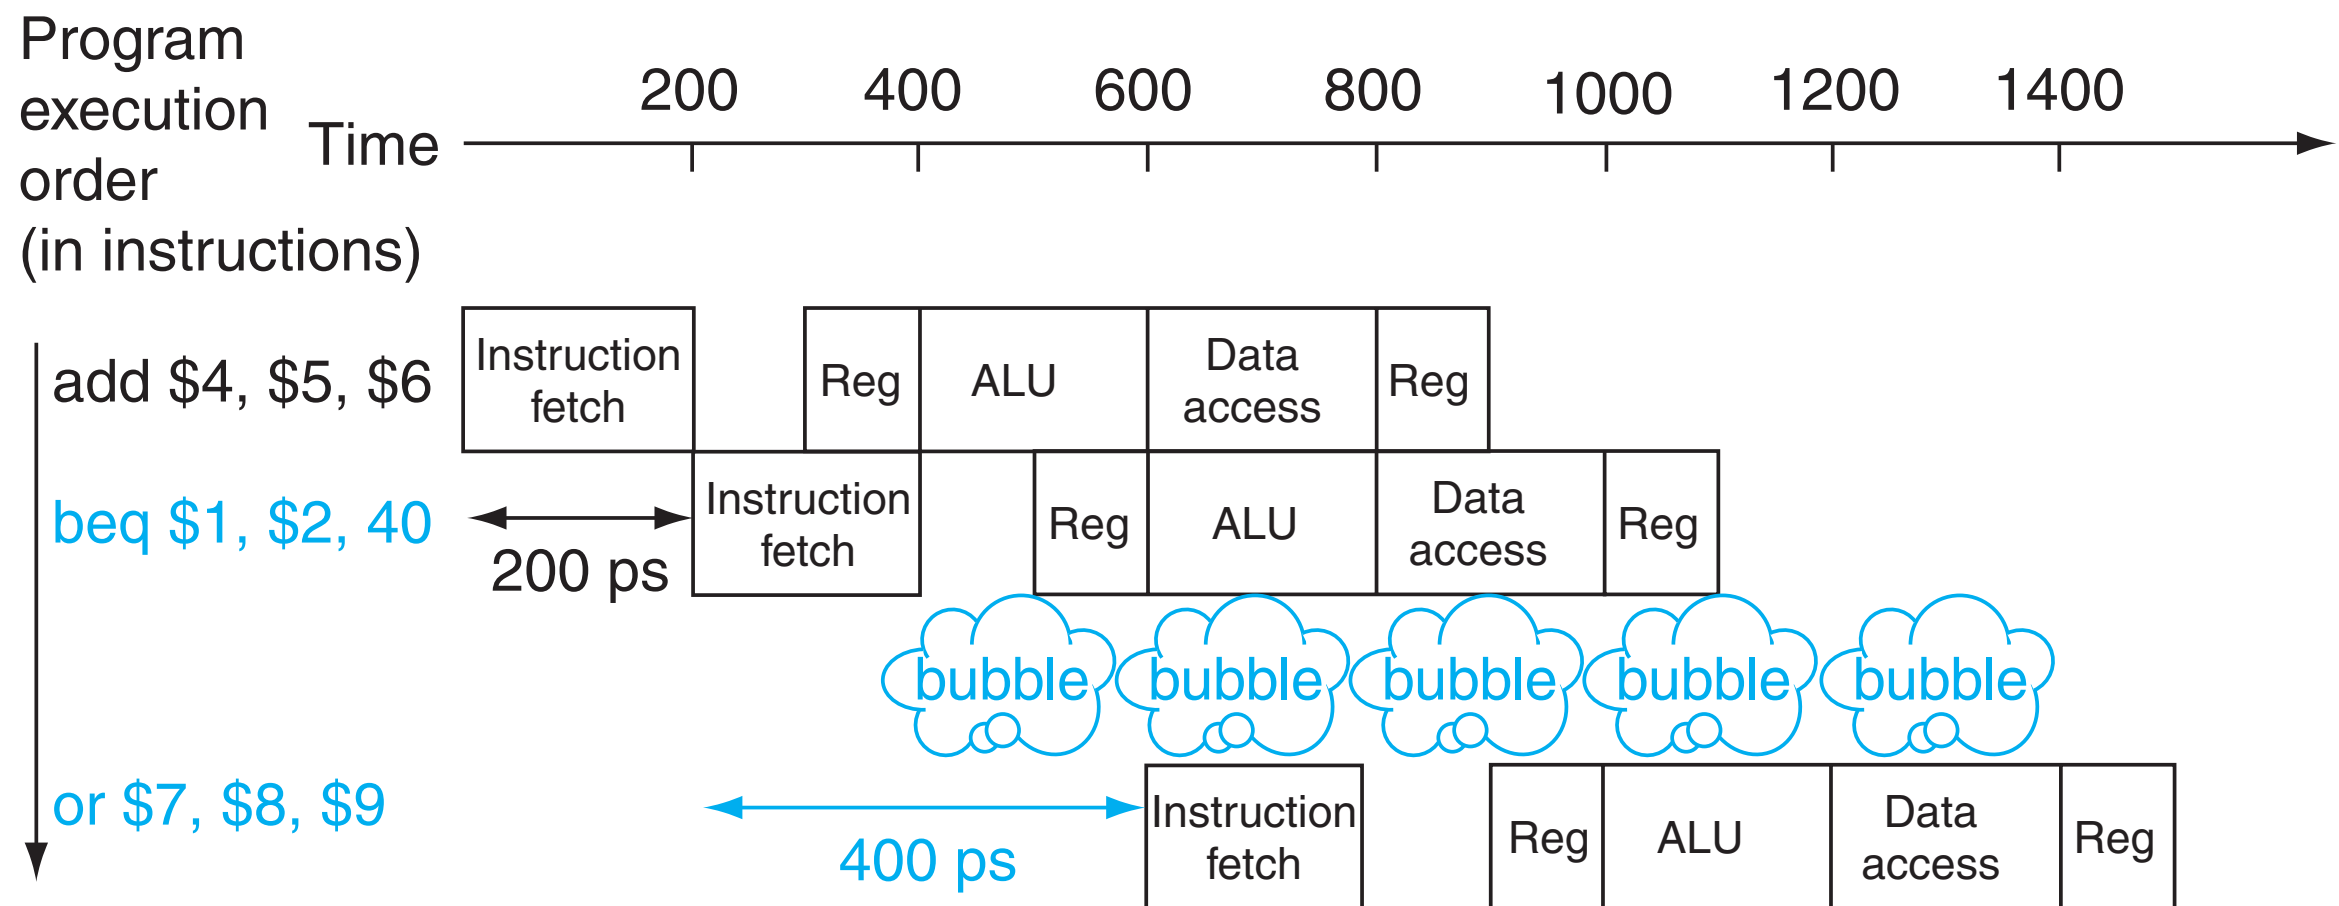 Program
execution
order
(in instructions)
Time
200 400 600 800 1000 1200 1400
add $4, $5, $6
Instruction
fetch
Reg
ALU
Data
access
Reg
beq $1, $2, 40
200 ps
Instruction
fetch
Reg
ALU
Data
access
Reg
bubble bubble bubble bubble bubble
or $7, $8, $9
400 ps
Instruction
fetch
Reg
ALU
Data
access
Reg